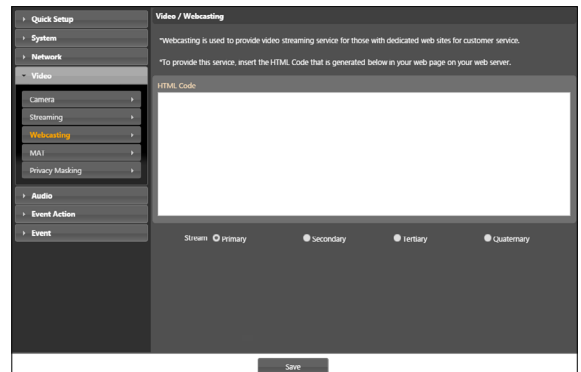 Quick Setup
System
Network
Video
Camera
Streaming
Webcasting
MAT
Privacy Masking
Audio
Event Action
Event
Video / Webcasting
*Webcasting is used to provide video streaming service for those with dedicated web sites for customer service.
*To provide this service, insert the HTML Code that is generated below in your web page on your web server.
HTML Code
Stream Primary Secondary Tertiary Quaternary
Save